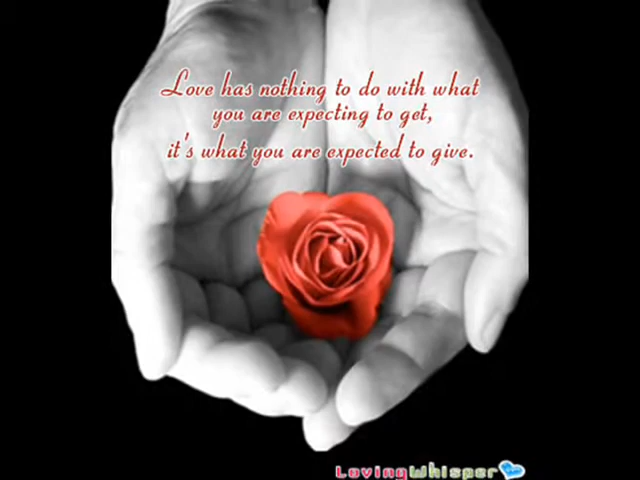 Love has nothing to do with what
you are expecting to get,
it's what you are expected to give.
LovingWhisper